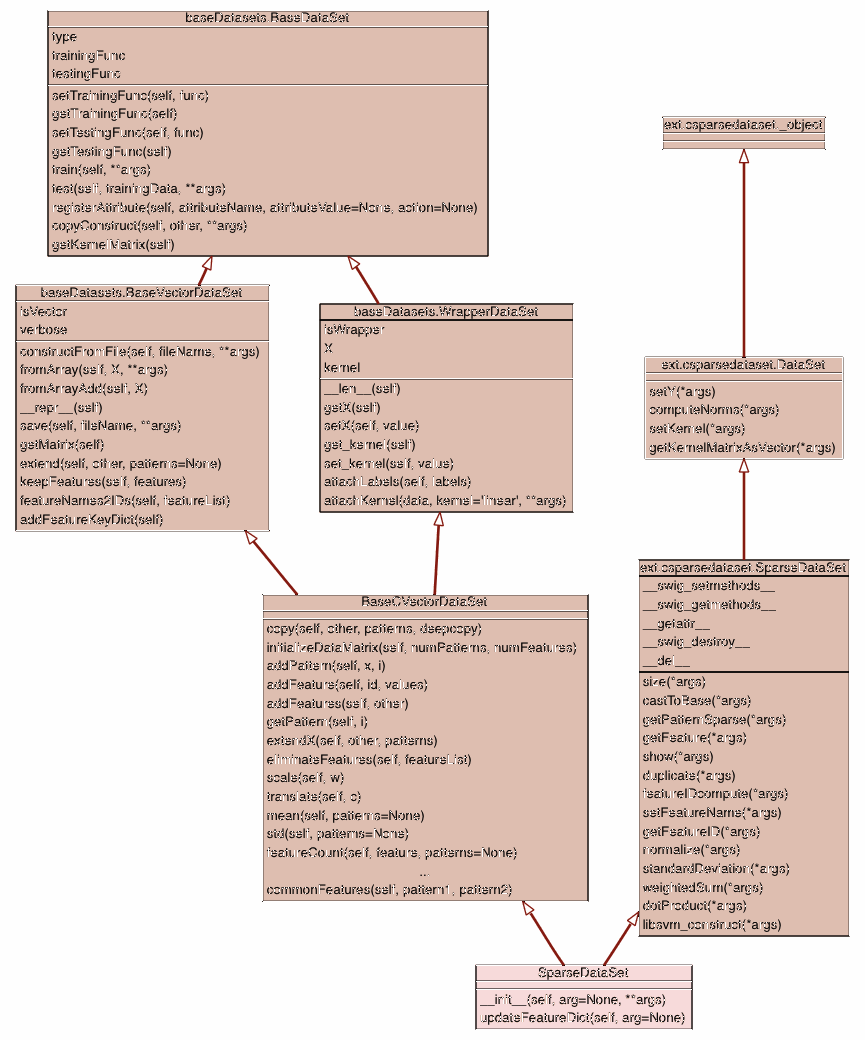 baseDatasets.BaseDataSet
type
trainingFunc
testingFunc
setTrainingFunc(self, func)
getTrainingFunc(self)
setTestingFunc(self, func)
getTestingFunc(self)
train(self, **args)
test(self, trainingData, **args)
registerAttribute(self, attributeName, attributeValue=None, action=None)
copyConstruct(self, other, **args)
getKernelMatrix(self)
ext.csparsedataset._object
baseDatasets.BaseVectorDataSet
isVector
verbose
constructFromFile(self, fileName, **args)
fromArray(self, X, **args)
fromArrayAdd(self, X)
__repr__(self)
save(self, fileName, **args)
getMatrix(self)
extend(self, other, patterns=None)
keepFeatures(self, features)
featureNames2IDs(self, featureList)
addFeatureKeyDict(self)
baseDatasets.WrapperDataSet
isWrapper
X
kernel
__len__(self)
getX(self)
setX(self, value)
get_kernel(self)
set_kernel(self, value)
attachLabels(self, labels)
attachKernel(data, kernel='linear', **args)
ext.csparsedataset.DataSet
setY(*args)
computeNorms(*args)
setKernel(*args)
getKernelMatrixAsVector(*args)
BaseCVectorDataSet
copy(self, other, patterns, deepcopy)
initializeDataMatrix(self, numPatterns, numFeatures)
addPattern(self, x, i)
addFeature(self, id, values)
addFeatures(self, other)
getPattern(self, i)
extendX(self, other, patterns)
eliminateFeatures(self, featureList)
scale(self, w)
translate(self, c)
mean(self, patterns=None)
std(self, patterns=None)
featureCount(self, feature, patterns=None)
...
commonFeatures(self, pattern1, pattern2)
ext.csparsedataset.SparseDataSet
__swig_setmethods__
__swig_getmethods__
__getattr__
__swig_destroy__
__del__
size(*args)
castToBase(*args)
getPatternSparse(*args)
getFeature(*args)
show(*args)
duplicate(*args)
featureIDcompute(*args)
setFeatureName(*args)
getFeatureID(*args)
normalize(*args)
standardDeviation(*args)
weightedSum(*args)
dotProduct(*args)
libsvm_construct(*args)
SparseDataSet
__init__(self, arg=None, **args)
updateFeatureDict(self, arg=None)